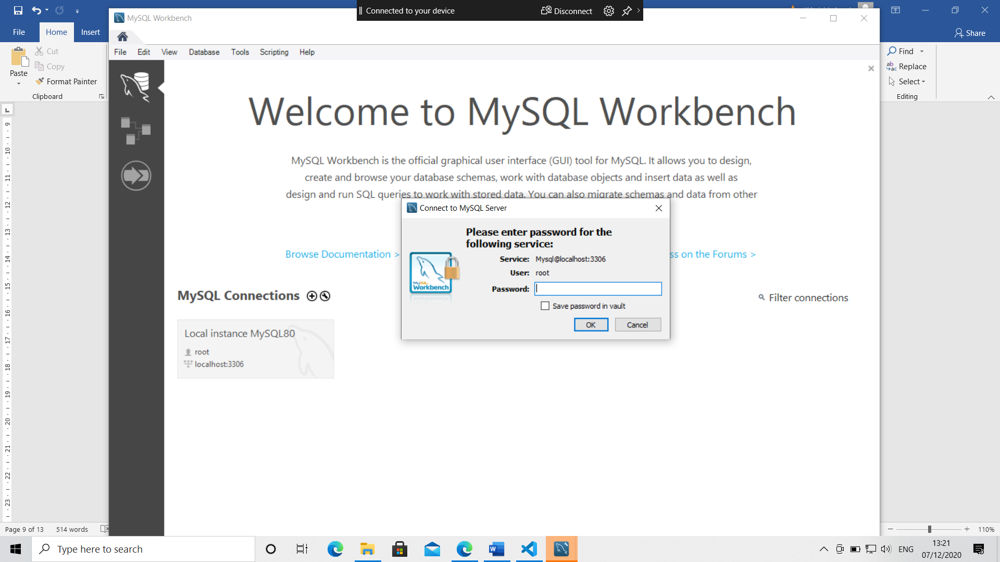 Connected to your device
Disconnect
MySQL Workbench
File
Home
Insert
Share
File
Edit
View
Database
Tools
Scripting
Help
Paste
Cut
Copy
Format Painter
Clipboard
Find
ab
ac
Replace
Select
Editing
Welcome to MySQL Workbench
MySQL Workbench is the official graphical user interface (GUI) tool for MySQL. It allows you to design,
create and browse your database schemas, work with database objects and insert data as well as
design and run SQL queries to work with stored data. You can also migrate schemas and data from other
Browse Documentation >
ss on the Forums >
Connect to MySQL Server
Please enter password for the
following service:
Service: Mysql@localhost:3306
User: root
Password:
Save password in vault
OK
Cancel
MySQL
Workbench
MySQL Connections
Filter connections
Local instance MySQL80
root
localhost:3306
L
9
10
11
12
13
14
15
16
17
18
19
20
21
22
23
Page 9 of 13
514 words
110%
Type here to search
W
ENG
13:21
07/12/2020